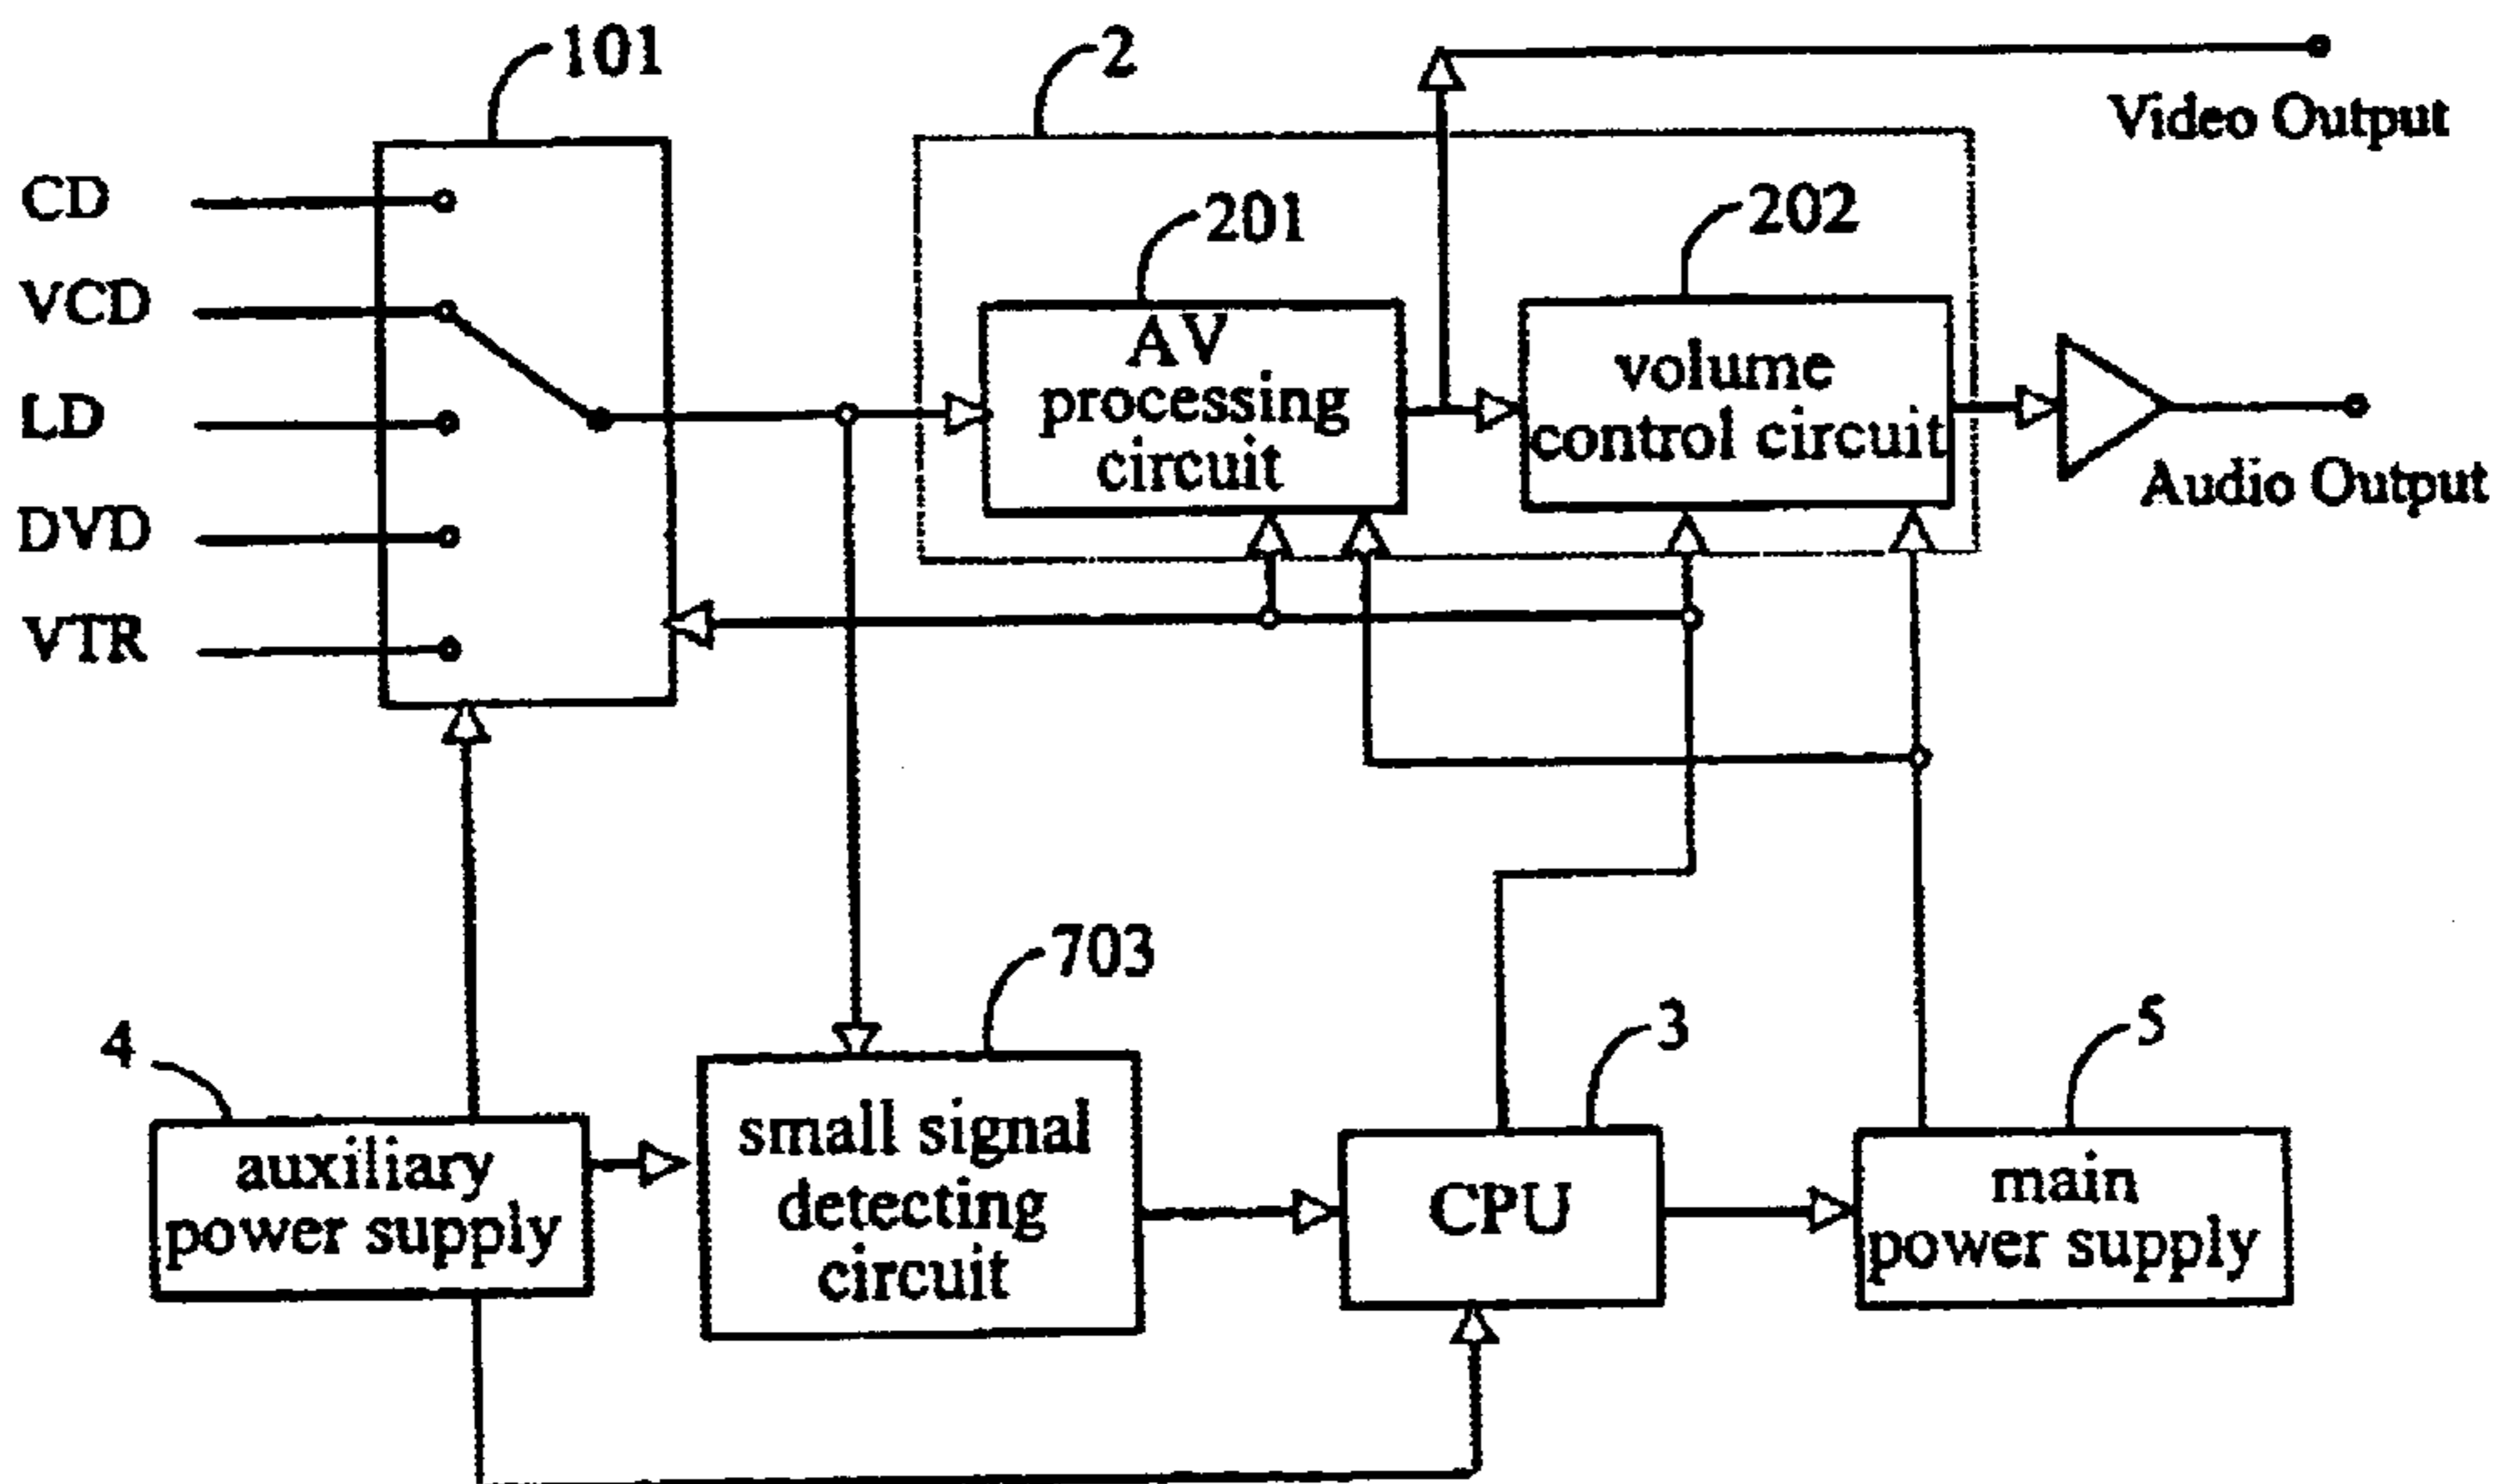 101
2
Video Output
CD
201
202
VCD
AV
processing
circuit
volume
control circuit
LD
Audio Output
DVD
VTR
703
4
3
5
auxiliary
power supply
small signal
detecting
circuit
CPU
main
power supply